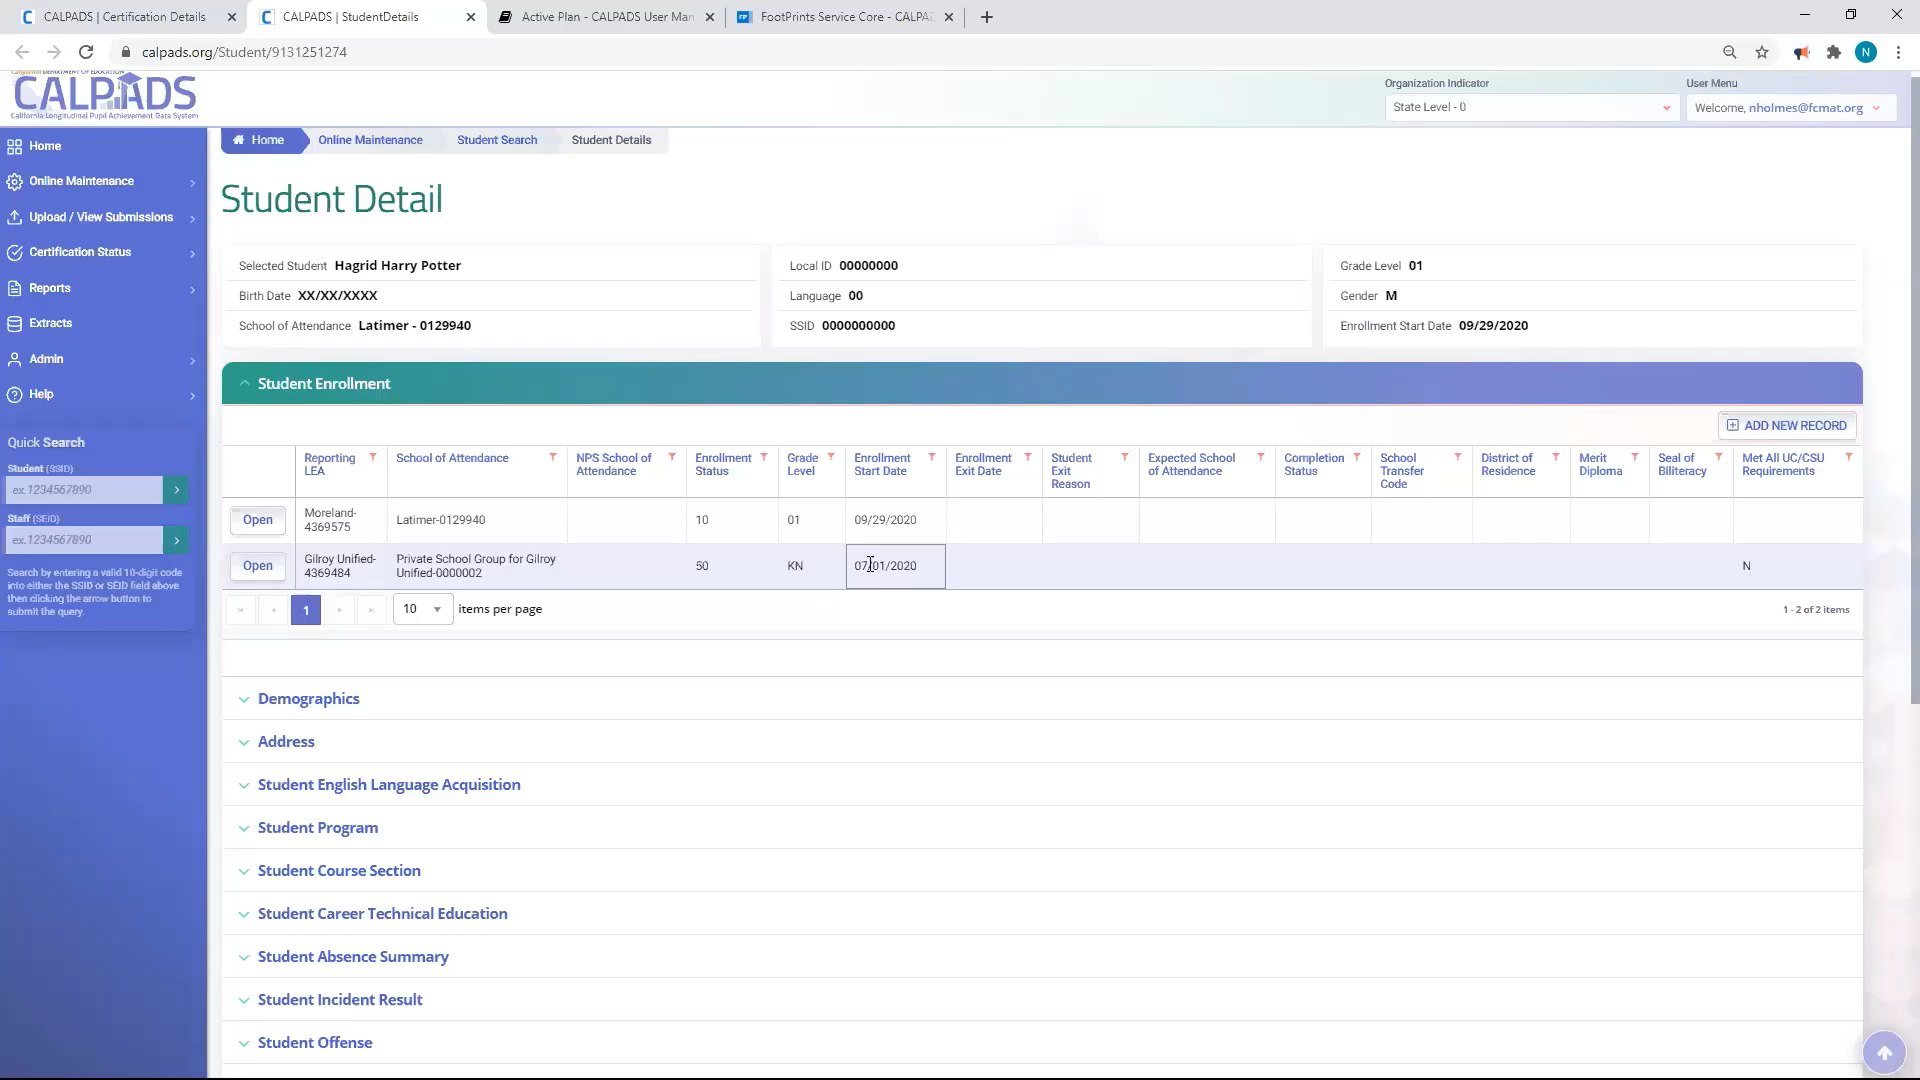 CALPADS | Certification Details
CALPADS | StudentDetails
Active Plan - CALPADS User Man
FootPrints Service Core - CALPA
calpads.org/Student/9131251274
N
CALPADS
California Longitudinal Pupil Achievement Data System
Organization Indicator
State Level - 0
User Menu
Welcome, nholmes@fcmat.org
Home
Online Maintenance
Upload / View Submissions
Certification Status
Reports
Extracts
Admin
Help
Quick Search
Student (SSID)
ex.1234567890
Staff (SEID)
ex.1234567890
Search by entering a valid 10-digit code
into either the SSID or SEID field above
then clicking the arrow button to
submit the query.
Home
Online Maintenance
Student Search
Student Details
Student Detail
Selected Student Hagrid Harry Potter
Birth Date XX/XX/XXXX
School of Attendance Latimer - 0129940
Local ID 00000000
Language 00
SSID 0000000000
Grade Level 01
Gender M
Enrollment Start Date 09/29/2020
Student Enrollment
ADD NEW RECORD
Reporting LEA
School of Attendance
NPS School of Attendance
Enrollment Status
Grade Level
Enrollment Start Date
Enrollment Exit Date
Student Exit Reason
Expected School of Attendance
Completion Status
School Transfer Code
District of Residence
Merit Diploma
Seal of Biliteracy
Met All UC/CSU Requirements
Open Moreland-4369575 Latimer-0129940 10 01 09/29/2020
Open Gilroy Unified-4369484 Private School Group for Gilroy Unified-0000002 50 KN 07/01/2020 N
1 10 items per page 1 - 2 of 2 items
Demographics
Address
Student English Language Acquisition
Student Program
Student Course Section
Student Career Technical Education
Student Absence Summary
Student Incident Result
Student Offense